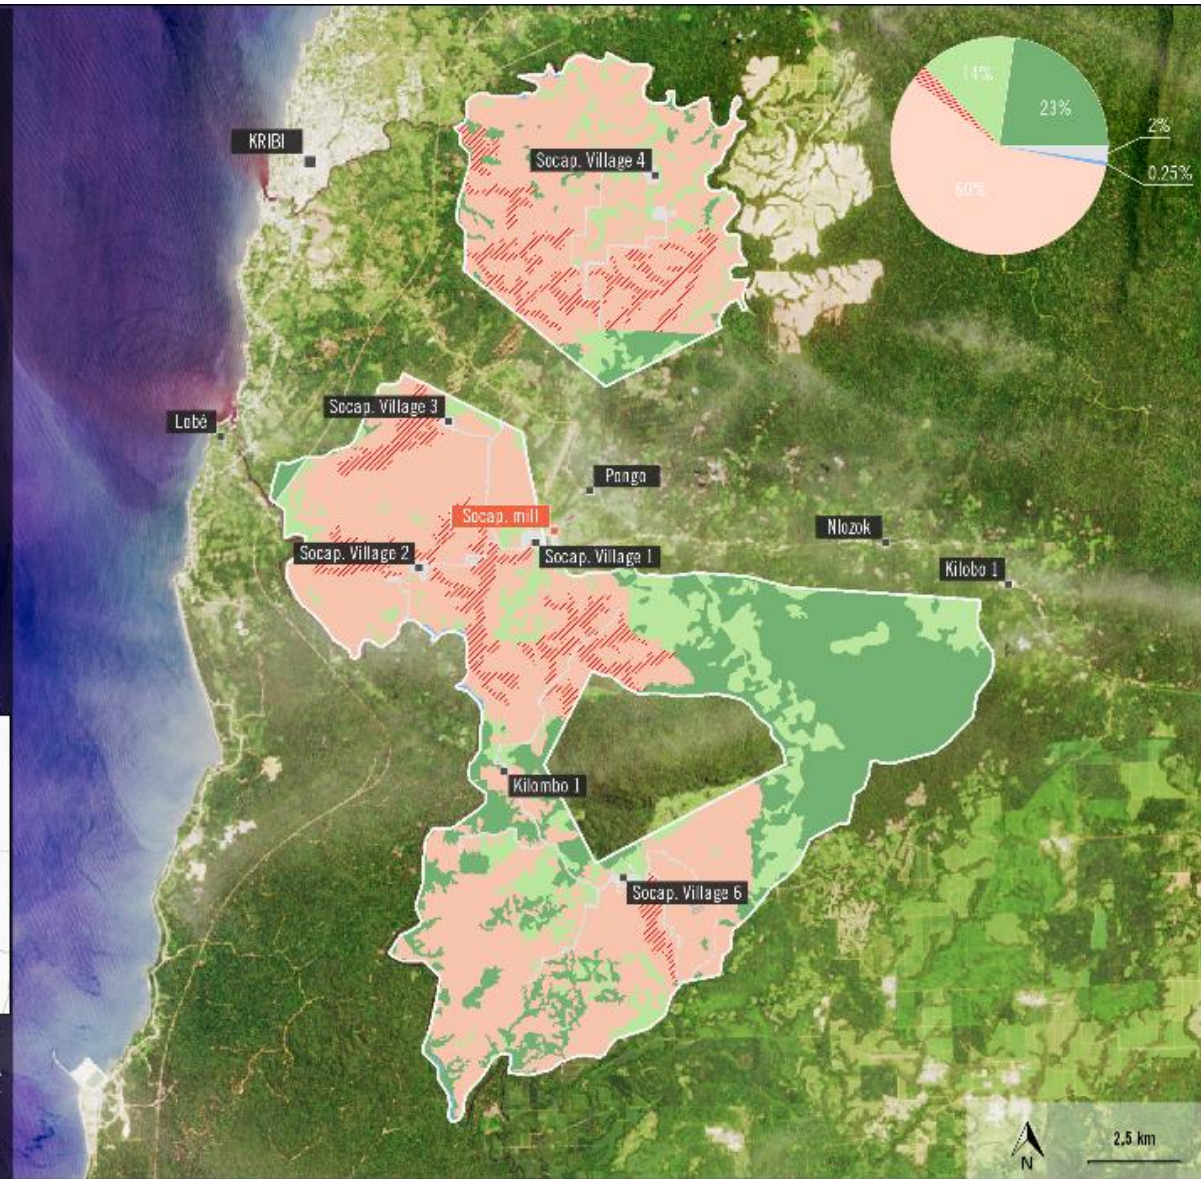 14%
23%
2%
0.25%
60%
KRIBI
Socap. Village 4
Lobé
Socap. Village 3
Pongo
Socap. mill
Socap. Village 2
Socap. Village 1
Nlozok
Kilobo 1
Kilombo 1
Socap. Village 6
2,5 km
N